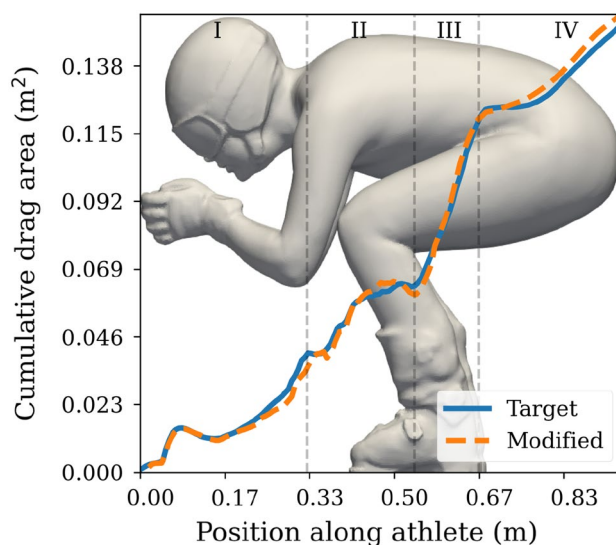 I II III IV
Cumulative drag area (m²)
0.138
0.115
0.092
0.069
0.046
0.023
0.000
0.00 0.17 0.33 0.50 0.67 0.83
Position along athlete (m)
Target
Modified